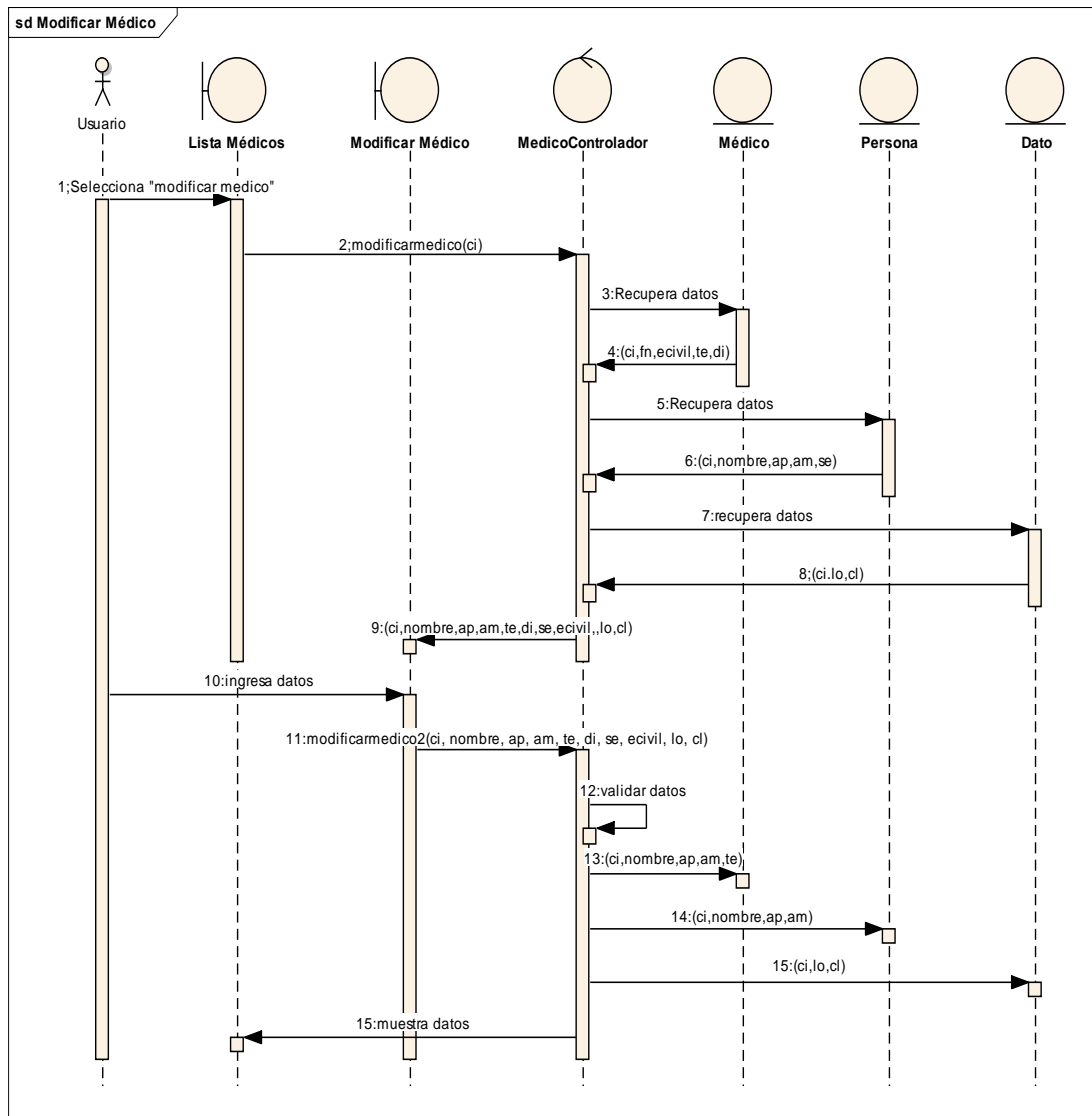 sd Modificar Médico
Usuario
Lista Médicos
Modificar Médico
MedicoControlador
Médico
Persona
Dato
1;Selecciona "modificar medico"
2;modificarmedico(ci)
3:Recupera datos
4:(ci,fn,ecivil,te,di)
5:Recupera datos
6:(ci,nombre,ap,am,se)
7:recupera datos
8;(ci.lo,cl)
9:(ci,nombre,ap,am,te,di,se,ecivil,,lo,cl)
10:ingresa datos
11:modificarmedico2(ci, nombre, ap, am, te, di, se, ecivil, lo, cl)
12:validar datos
13:(ci,nombre,ap,am,te)
14:(ci,nombre,ap,am)
15:(ci,lo,cl)
15:muestra datos